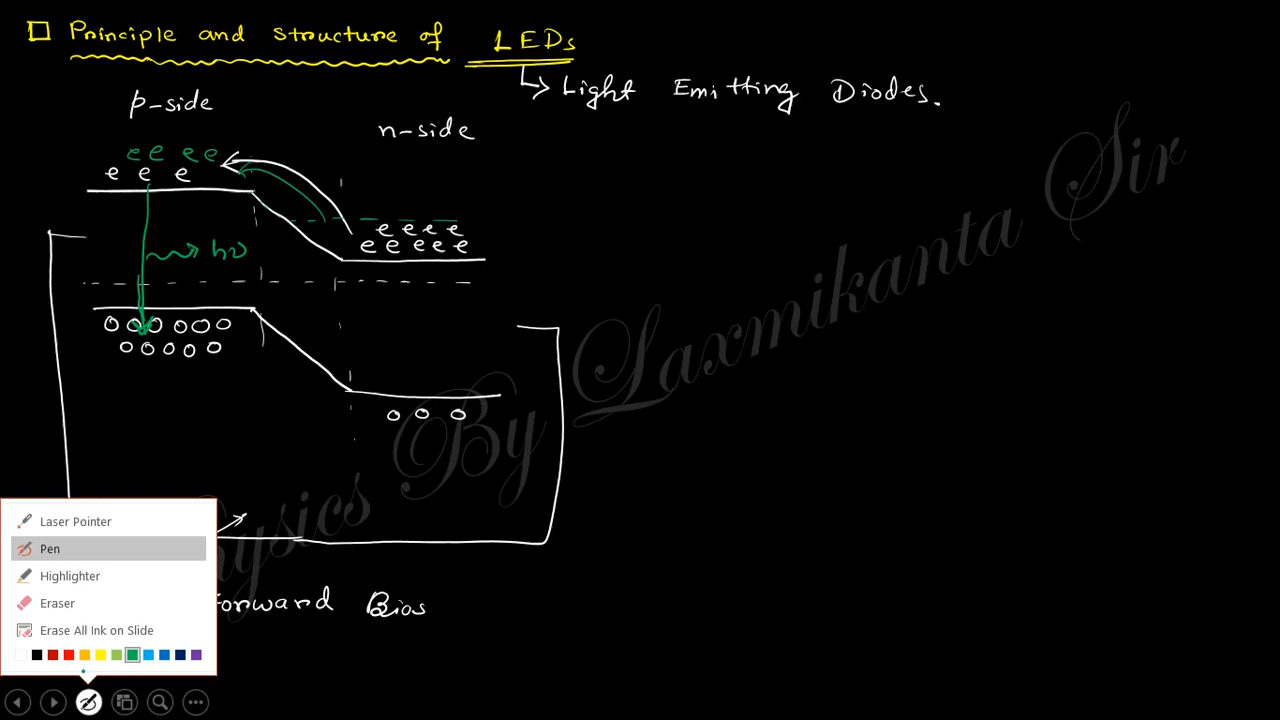 Principle and structure of LEDs
Light Emitting Diodes.
p-side
n-side
e e e e
e e e
e e e e
e e e e e
hν
Physics By Laxmikanta Sir
Laser Pointer
Pen
Highlighter
Eraser
Erase All Ink on Slide
Forward Bias